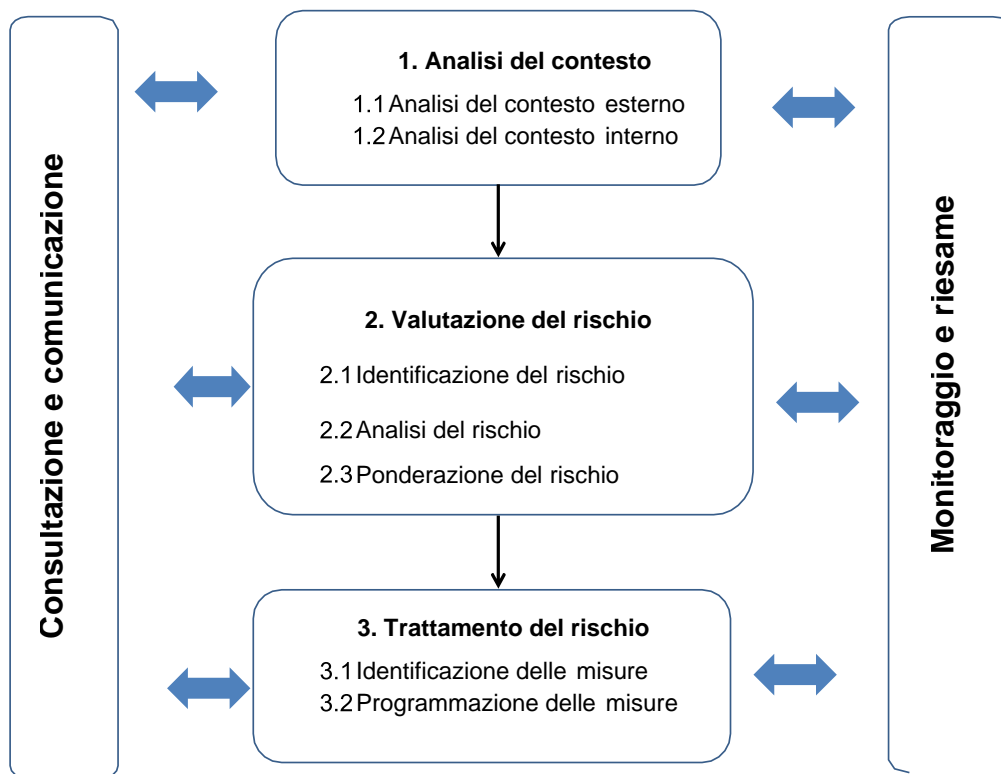 Consultazione e comunicazione
1. Analisi del contesto
1.1 Analisi del contesto esterno
1.2 Analisi del contesto interno
2. Valutazione del rischio
2.1 Identificazione del rischio
2.2 Analisi del rischio
2.3 Ponderazione del rischio
3. Trattamento del rischio
3.1 Identificazione delle misure
3.2 Programmazione delle misure
Monitoraggio e riesame